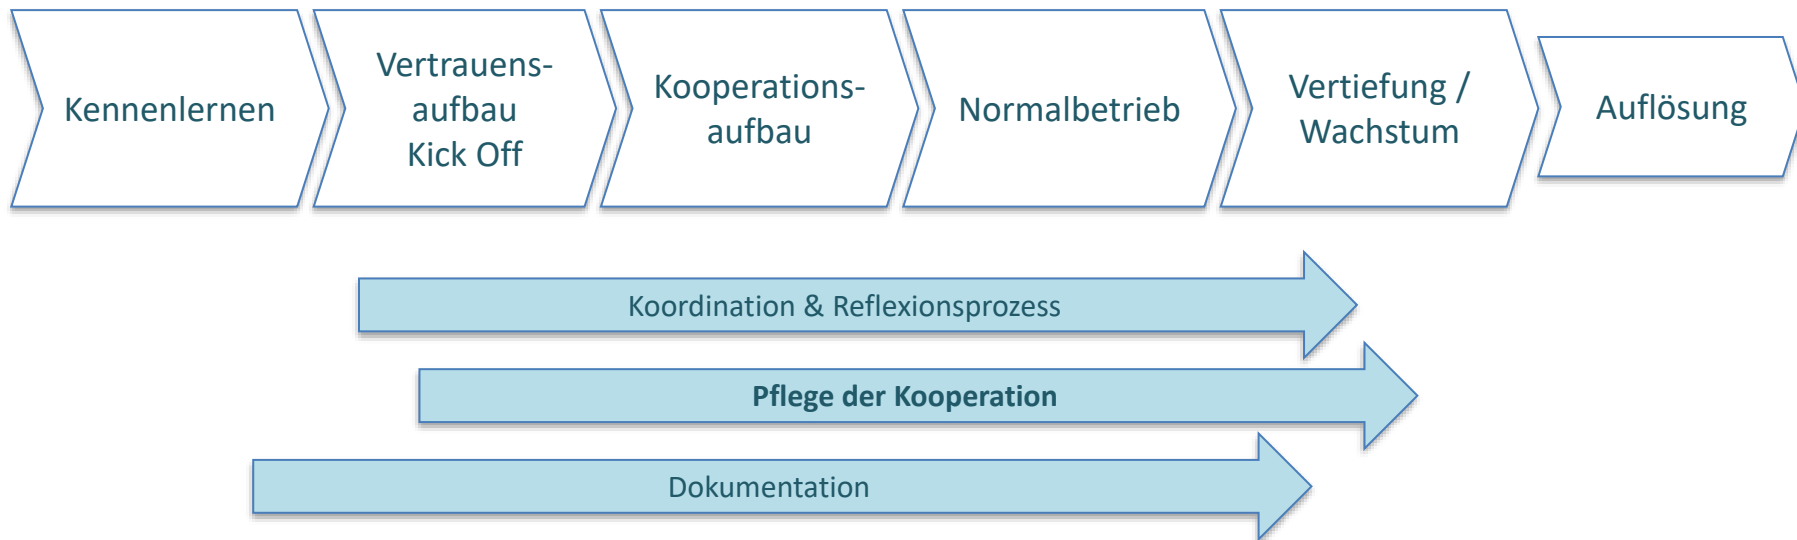 Kennenlernen
Vertrauens-
aufbau
Kick Off
Kooperations-
aufbau
Normalbetrieb
Vertiefung /
Wachstum
Auflösung
Koordination & Reflexionsprozess
Pflege der Kooperation
Dokumentation